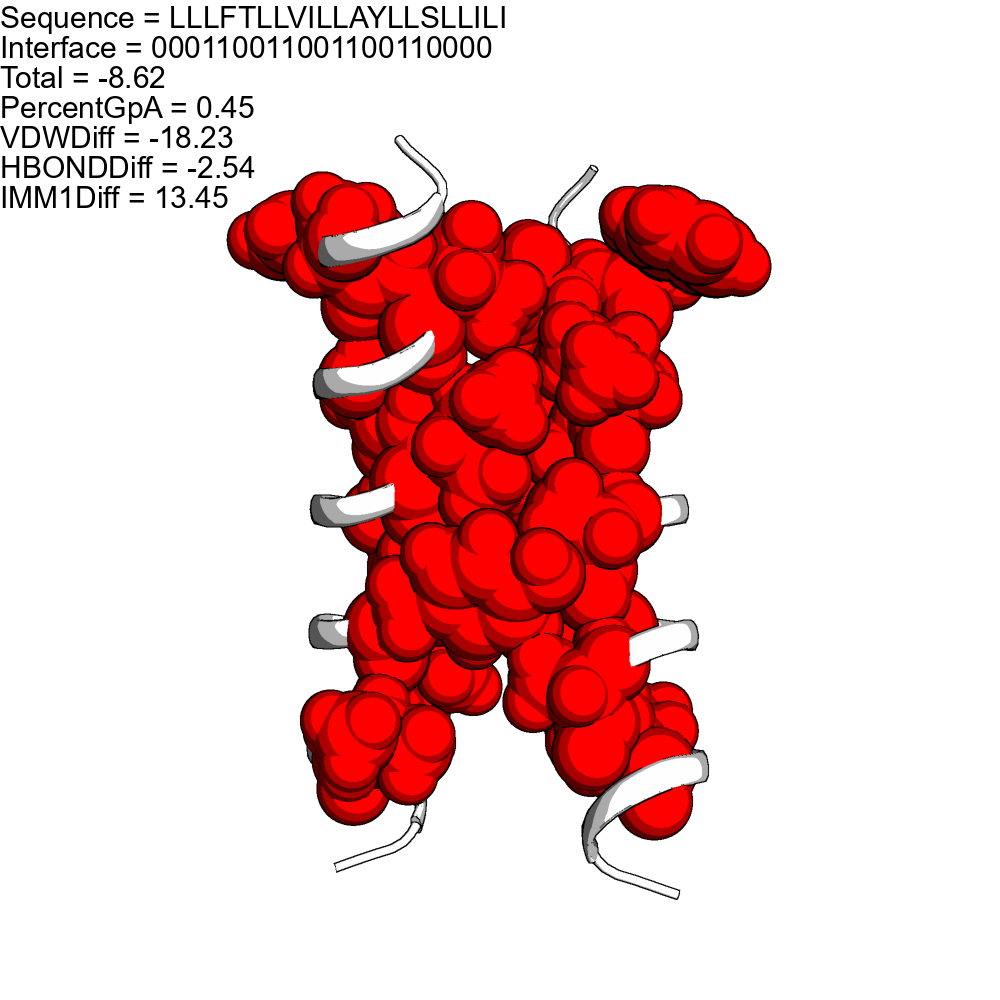 Sequence = LLLFTLLVILLAYLLSLLILI
Interface = 000110011001100110000
Total = -8.62
PercentGpA = 0.45
VDWDiff = -18.23
HBONDDiff = -2.54
IMM1Diff = 13.45